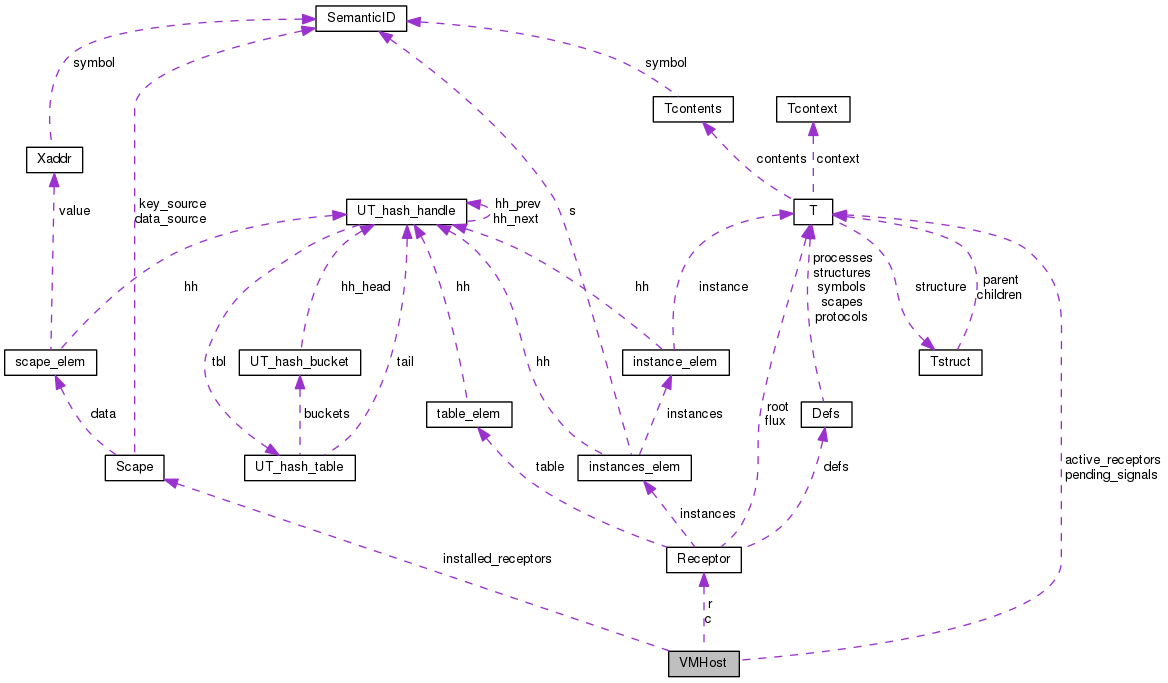 SemanticID
symbol
symbol
Tcontents
Tcontext
Xaddr
contents
context
value
key_source
data_source
UT_hash_handle
hh_prev
hh_next
s
T
hh
hh_head
hh
hh
instance
processes
structures
symbols
scapes
protocols
structure
parent
children
scape_elem
tbl
UT_hash_bucket
tail
hh
instance_elem
Tstruct
data
buckets
table_elem
instances
root
flux
Defs
Scape
UT_hash_table
table
instances_elem
defs
active_receptors
pending_signals
instances
installed_receptors
Receptor
r
c
VMHost